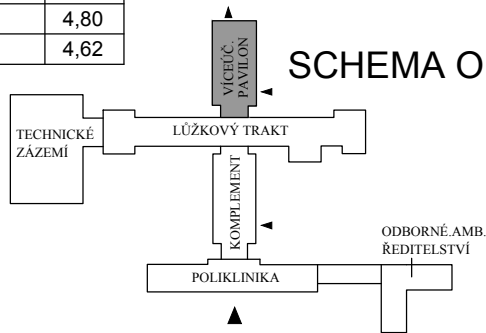 4,80
4,62
SCHEMA O
VÍCEÚČ.
PAVILON
TECHNICKÉ
ZÁZEMÍ
LŮŽKOVÝ TRAKT
KOMPLEMENT
ODBORNÉ.AMB.
ŘEDITELSTVÍ
POLIKLINIKA